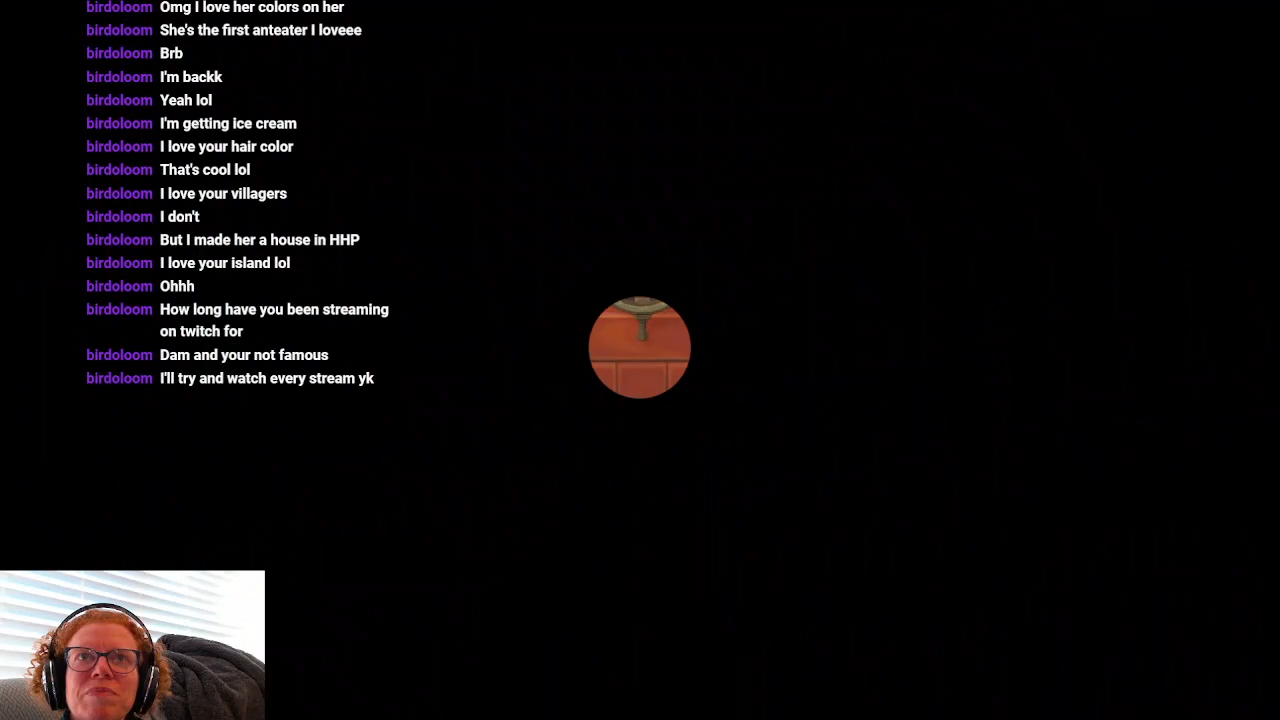 birdoloom Omg I love her colors on her
birdoloom She's the first anteater I loveee
birdoloom Brb
birdoloom I'm backk
birdoloom Yeah lol
birdoloom I'm getting ice cream
birdoloom I love your hair color
birdoloom That's cool lol
birdoloom I love your villagers
birdoloom I don't
birdoloom But I made her a house in HHP
birdoloom I love your island lol
birdoloom Ohhh
birdoloom How long have you been streaming
on twitch for
birdoloom Dam and your not famous
birdoloom I'll try and watch every stream yk